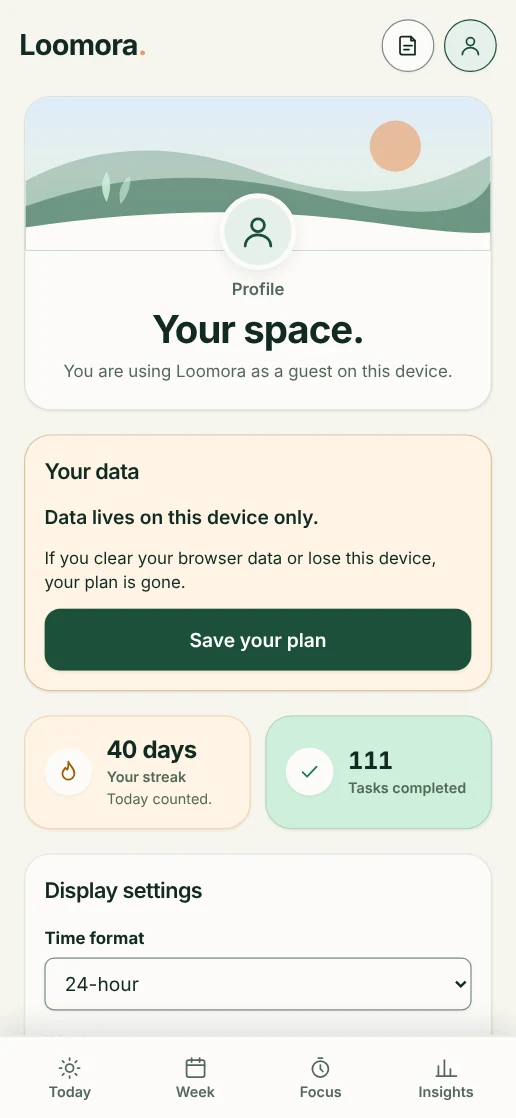 Loomora.
Profile
Your space.
You are using Loomora as a guest on this device.
Your data
Data lives on this device only.
If you clear your browser data or lose this device,
your plan is gone.
Save your plan
40 days
Your streak
Today counted.
111
Tasks completed
Display settings
Time format
24-hour
Today
Week
Focus
Insights